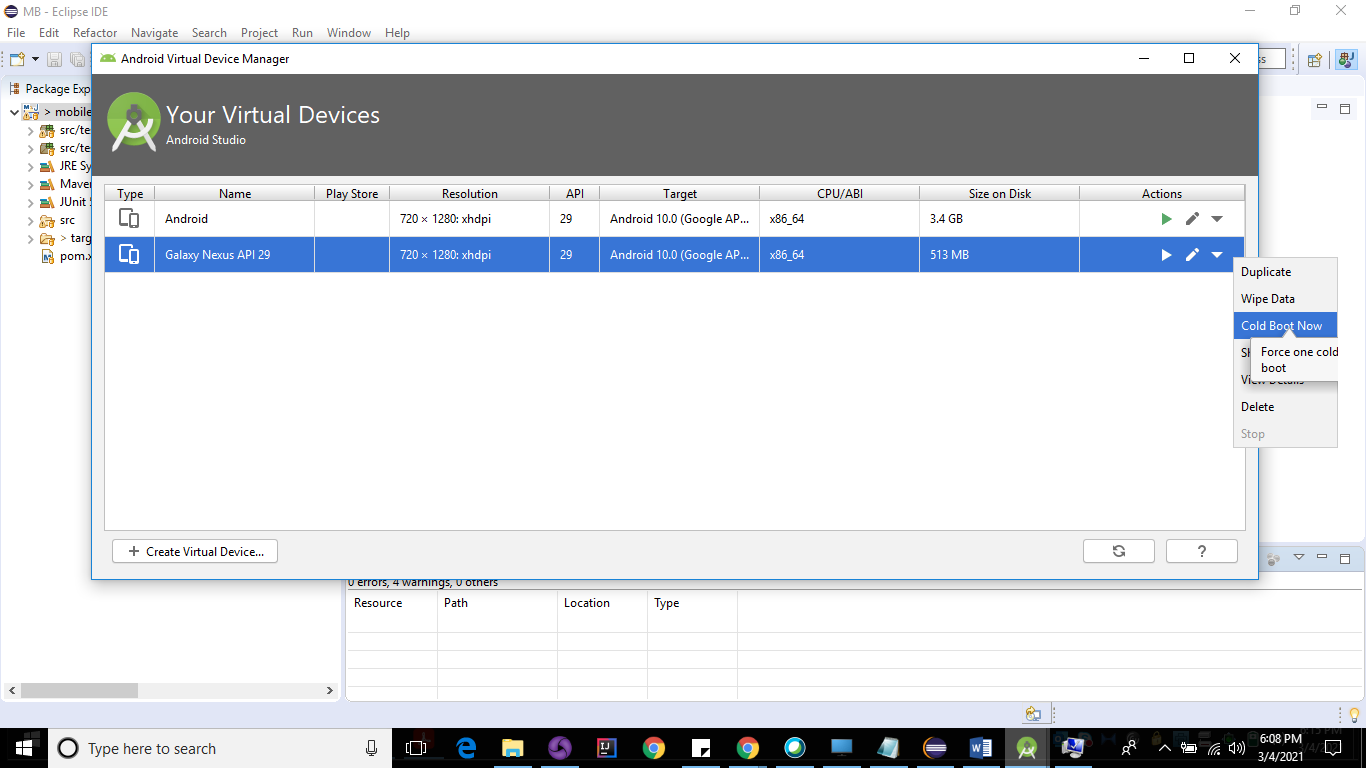 MB - Eclipse IDE
File Edit Refactor Navigate Search Project Run Window Help
Android Virtual Device Manager
Your Virtual Devices
Android Studio
Package Exp
> mobile
src/te
src/te
JRE Sy
Maven
JUnit
src
> targ
pom.x
Type Name Play Store Resolution API Target CPU/ABI Size on Disk Actions
Android 720 × 1280: xhdpi 29 Android 10.0 (Google AP... x86_64 3.4 GB
Galaxy Nexus API 29 720 × 1280: xhdpi 29 Android 10.0 (Google AP... x86_64 513 MB
Duplicate
Wipe Data
Cold Boot Now
Force one cold
boot
View Details
Delete
Stop
+ Create Virtual Device...
?
0 errors, 4 warnings, 0 others
Resource Path Location Type
Type here to search
6:08 PM
3/4/2021